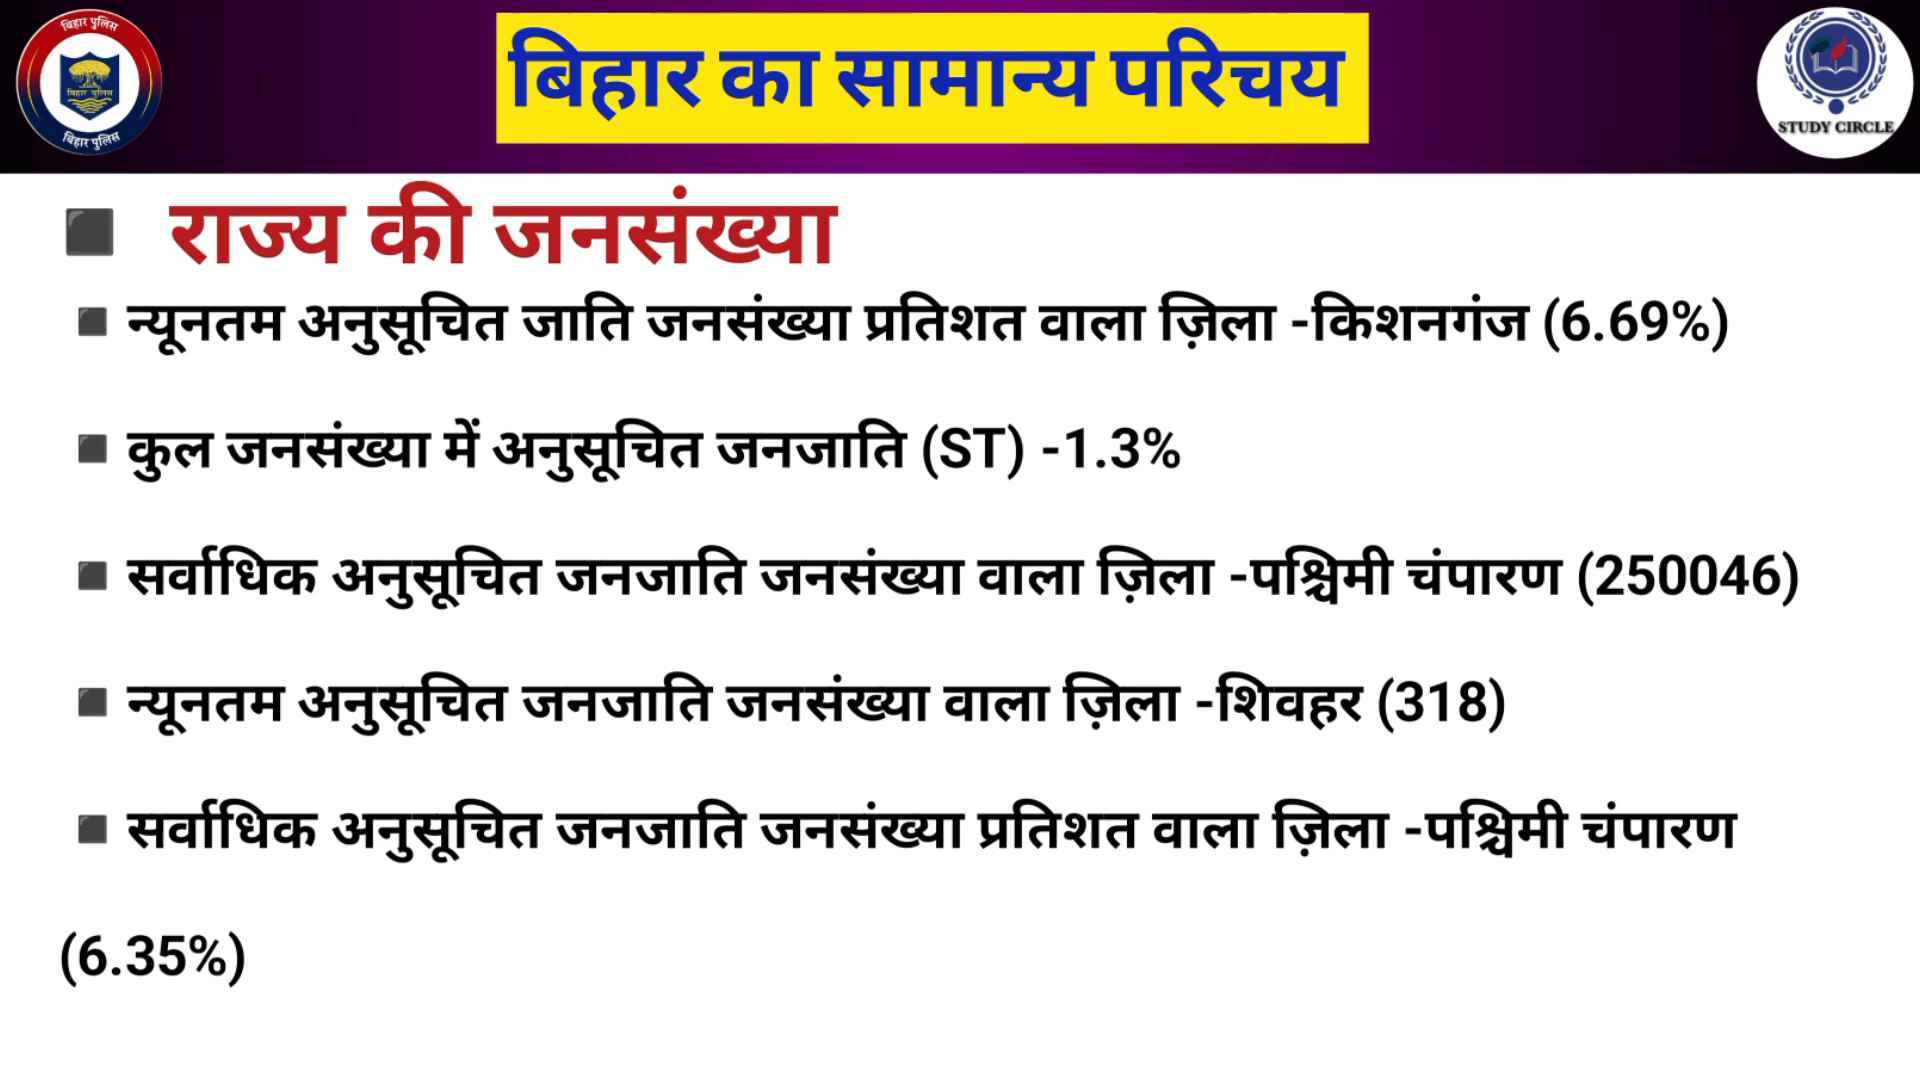 बिहार पुलिस
बिहार पुलिस
बिहार पुलिस
बिहार का सामान्य परिचय
STUDY CIRCLE
◾ राज्य की जनसंख्या
◾न्यूनतम अनुसूचित जाति जनसंख्या प्रतिशत वाला ज़िला -किशनगंज (6.69%)
◾कुल जनसंख्या में अनुसूचित जनजाति (ST) -1.3%
◾सर्वाधिक अनुसूचित जनजाति जनसंख्या वाला ज़िला -पश्चिमी चंपारण (250046)
◾न्यूनतम अनुसूचित जनजाति जनसंख्या वाला ज़िला -शिवहर (318)
◾सर्वाधिक अनुसूचित जनजाति जनसंख्या प्रतिशत वाला ज़िला -पश्चिमी चंपारण
(6.35%)